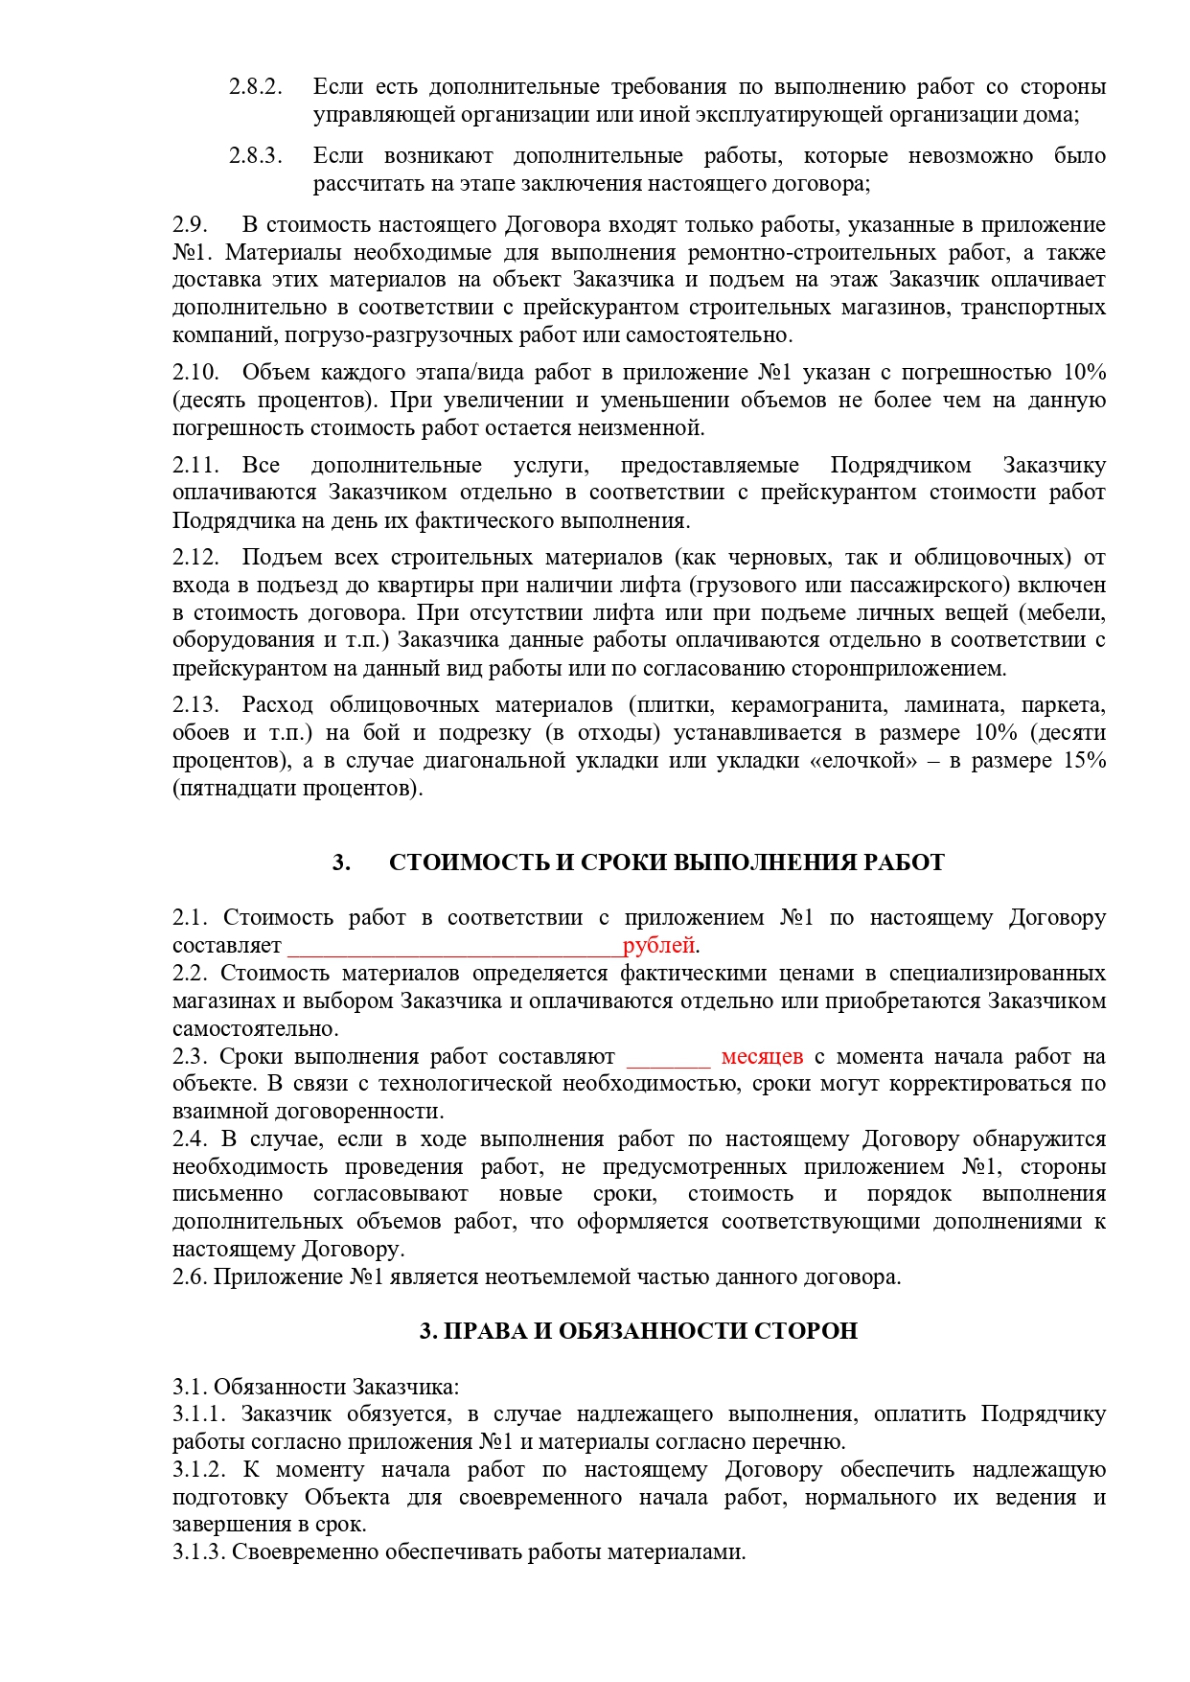 2.8.2. Если есть дополнительные требования по выполнению работ со стороны
управляющей организации или иной эксплуатирующей организации дома;
2.8.3. Если возникают дополнительные работы, которые невозможно было
рассчитать на этапе заключения настоящего договора;
2.9. В стоимость настоящего Договора входят только работы, указанные в приложение
№1. Материалы необходимые для выполнения ремонтно-строительных работ, а также
доставка этих материалов на объект Заказчика и подъем на этаж Заказчик оплачивает
дополнительно в соответствии с прейскурантом строительных магазинов, транспортных
компаний, погрузо-разгрузочных работ или самостоятельно.
2.10. Объем каждого этапа/вида работ в приложение №1 указан с погрешностью 10%
(десять процентов). При увеличении и уменьшении объемов не более чем на данную
погрешность стоимость работ остается неизменной.
2.11. Все дополнительные услуги, предоставляемые Подрядчиком Заказчику
оплачиваются Заказчиком отдельно в соответствии с прейскурантом стоимости работ
Подрядчика на день их фактического выполнения.
2.12. Подъем всех строительных материалов (как черновых, так и облицовочных) от
входа в подъезд до квартиры при наличии лифта (грузового или пассажирского) включен
в стоимость договора. При отсутствии лифта или при подъеме личных вещей (мебели,
оборудования и т.п.) Заказчика данные работы оплачиваются отдельно в соответствии с
прейскурантом на данный вид работы или по согласованию сторонприложением.
2.13. Расход облицовочных материалов (плитки, керамогранита, ламината, паркета,
обоев и т.п.) на бой и подрезку (в отходы) устанавливается в размере 10% (десяти
процентов), а в случае диагональной укладки или укладки «елочкой» – в размере 15%
(пятнадцати процентов).
3. СТОИМОСТЬ И СРОКИ ВЫПОЛНЕНИЯ РАБОТ
2.1. Стоимость работ в соответствии с приложением №1 по настоящему Договору
составляет ____________________________рублей.
2.2. Стоимость материалов определяется фактическими ценами в специализированных
магазинах и выбором Заказчика и оплачиваются отдельно или приобретаются Заказчиком
самостоятельно.
2.3. Сроки выполнения работ составляют _______ месяцев с момента начала работ на
объекте. В связи с технологической необходимостью, сроки могут корректироваться по
взаимной договоренности.
2.4. В случае, если в ходе выполнения работ по настоящему Договору обнаружится
необходимость проведения работ, не предусмотренных приложением №1, стороны
письменно согласовывают новые сроки, стоимость и порядок выполнения
дополнительных объемов работ, что оформляется соответствующими дополнениями к
настоящему Договору.
2.6. Приложение №1 является неотъемлемой частью данного договора.
3. ПРАВА И ОБЯЗАННОСТИ СТОРОН
3.1. Обязанности Заказчика:
3.1.1. Заказчик обязуется, в случае надлежащего выполнения, оплатить Подрядчику
работы согласно приложения №1 и материалы согласно перечню.
3.1.2. К моменту начала работ по настоящему Договору обеспечить надлежащую
подготовку Объекта для своевременного начала работ, нормального их ведения и
завершения в срок.
3.1.3. Своевременно обеспечивать работы материалами.